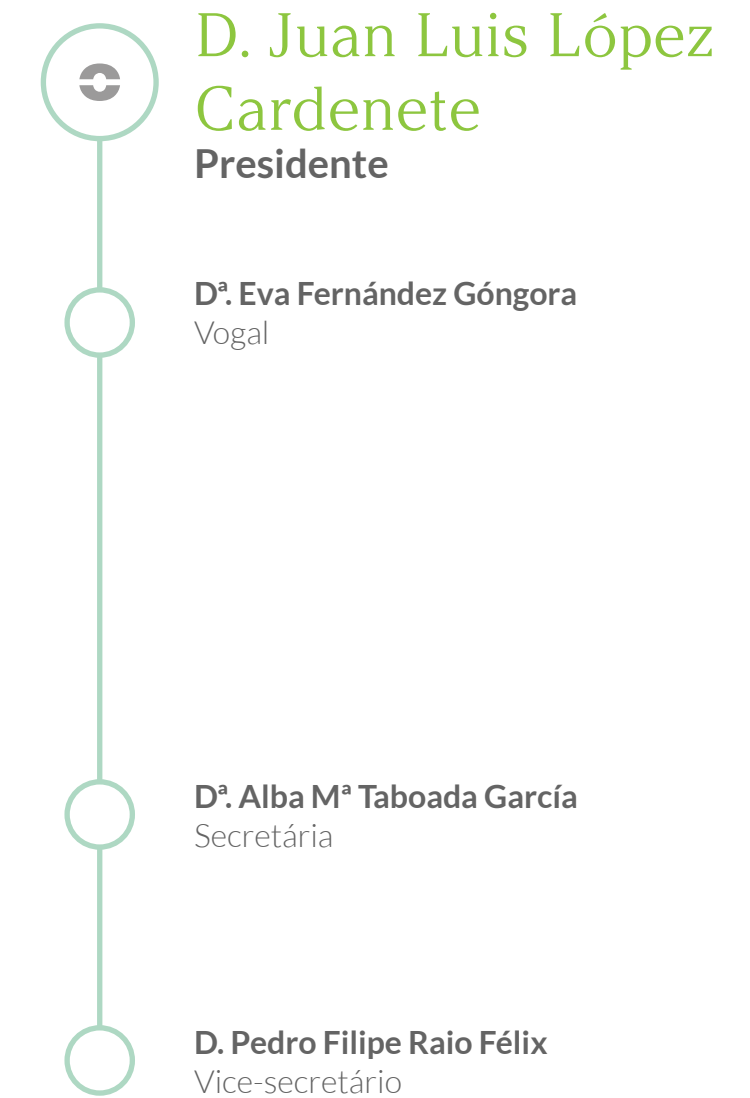 D. Juan Luis López
Cardenete
Presidente
Dª. Eva Fernández Góngora
Vogal
Dª. Alba Mª Taboada García
Secretária
D. Pedro Filipe Raio Félix
Vice-secretário